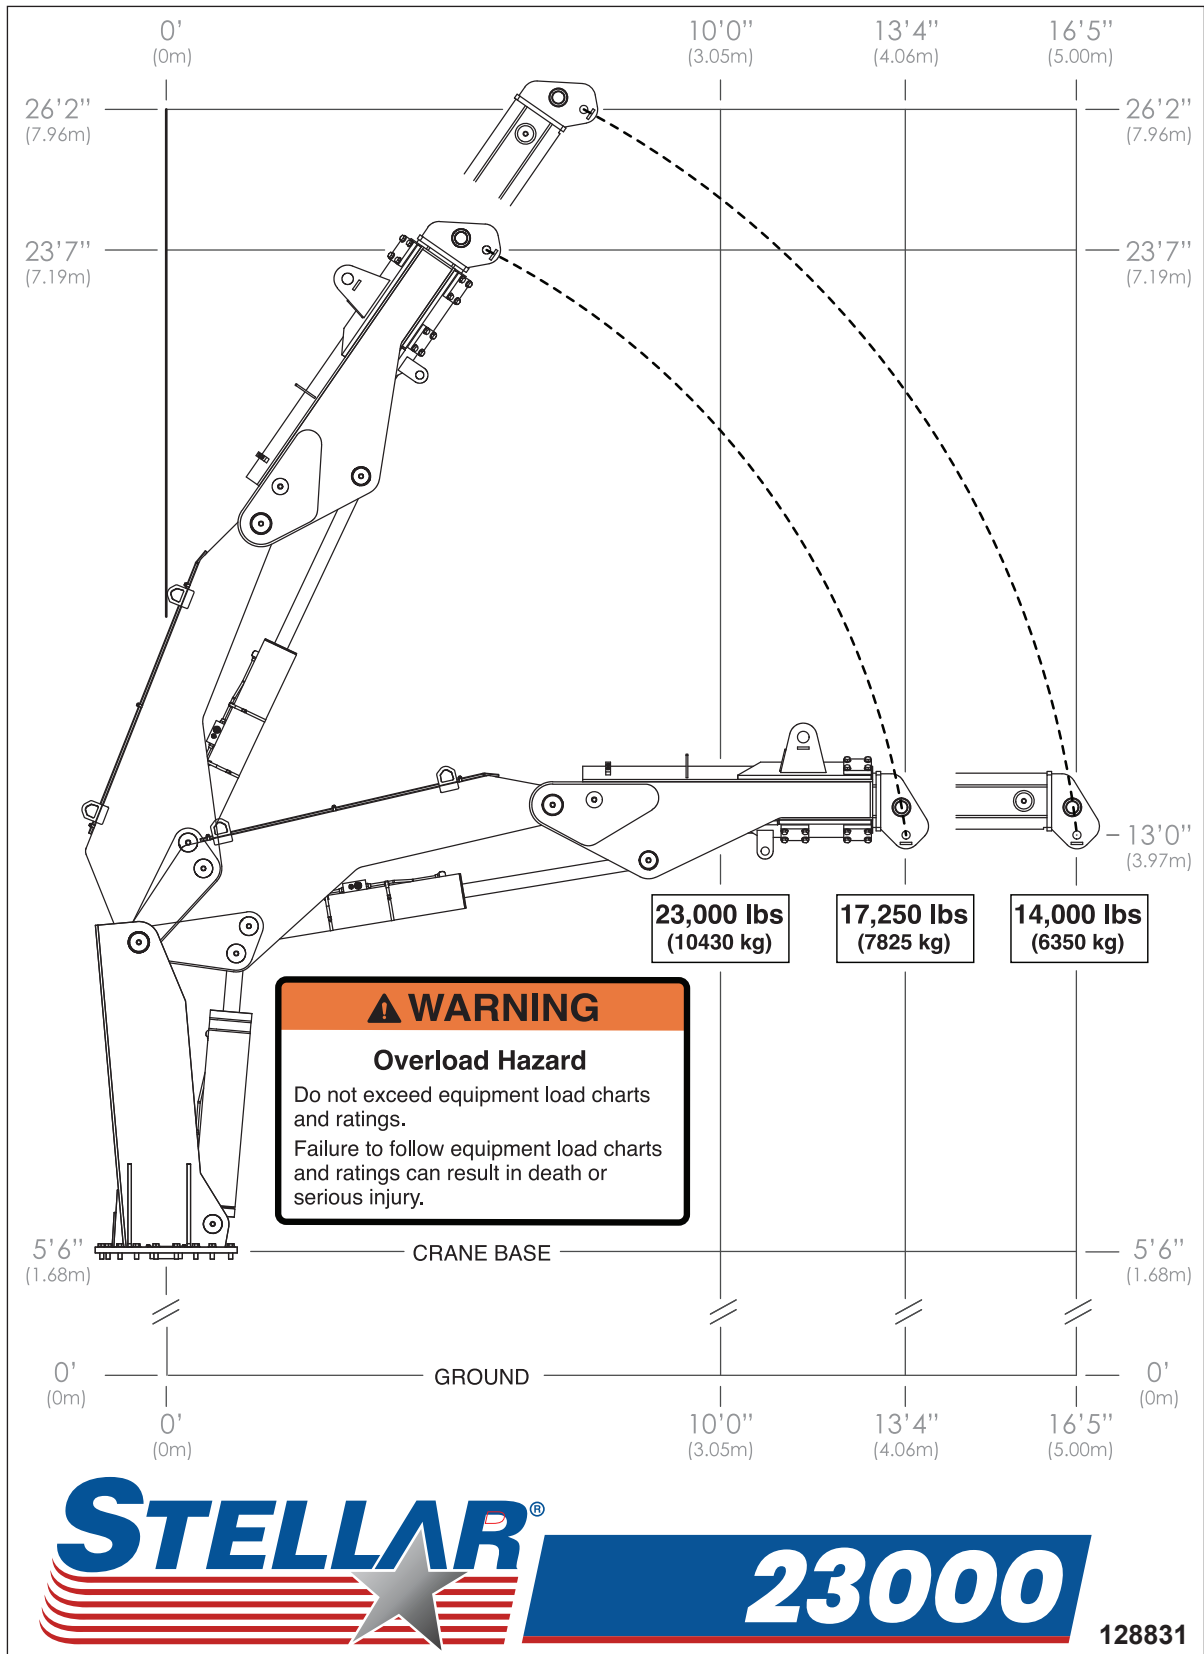 0’ 10’0” 13’4” 16’5”
(0m) (3.05m) (4.06m) (5.00m)
26’2” 26’2”
(7.96m) (7.96m)
23’7” 23’7”
(7.19m) (7.19m)
13’0”
(3.97m)
23,000 lbs 17,250 lbs 14,000 lbs
(10430 kg) (7825 kg) (6350 kg)
WARNING
Overload Hazard
Do not exceed equipment load charts
and ratings.
Failure to follow equipment load charts
and ratings can result in death or
serious injury.
5’6” CRANE BASE 5’6”
(1.68m) (1.68m)
0’ GROUND 0’
(0m) (0m)
0’ 10’0” 13’4” 16’5”
(0m) (3.05m) (4.06m) (5.00m)
STELLAR®
23000
128831